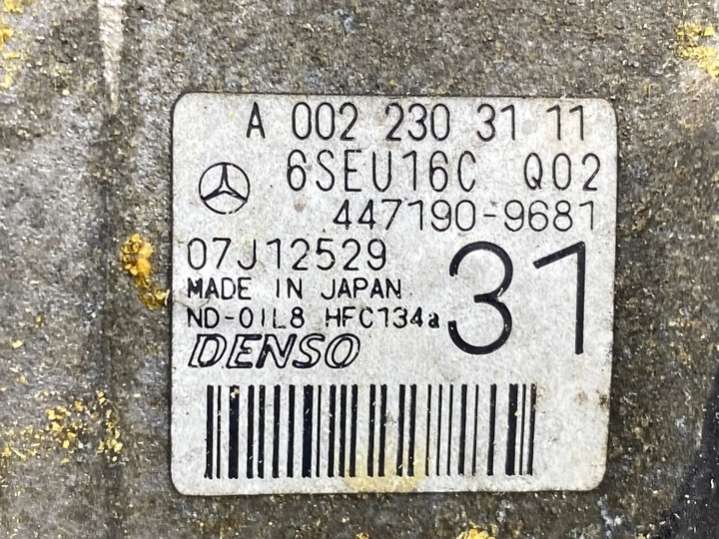 A 002 230 31 11
6SEU16C Q02
447190-9681
07J12529
MADE IN JAPAN
ND-OIL8 HFC134a
31
DENSO